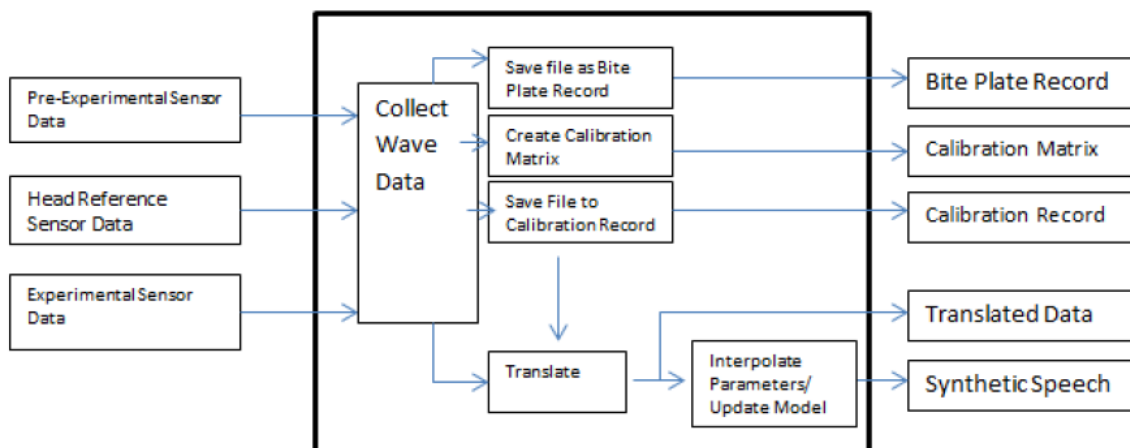 Pre-Experimental Sensor
Data
Head Reference
Sensor Data
Experimental Sensor
Data
Collect
Wave
Data
Save file as Bite
Plate Record
Create Calibration
Matrix
Save File to
Calibration Record
Translate
Interpolate
Parameters/
Update Model
Bite Plate Record
Calibration Matrix
Calibration Record
Translated Data
Synthetic Speech